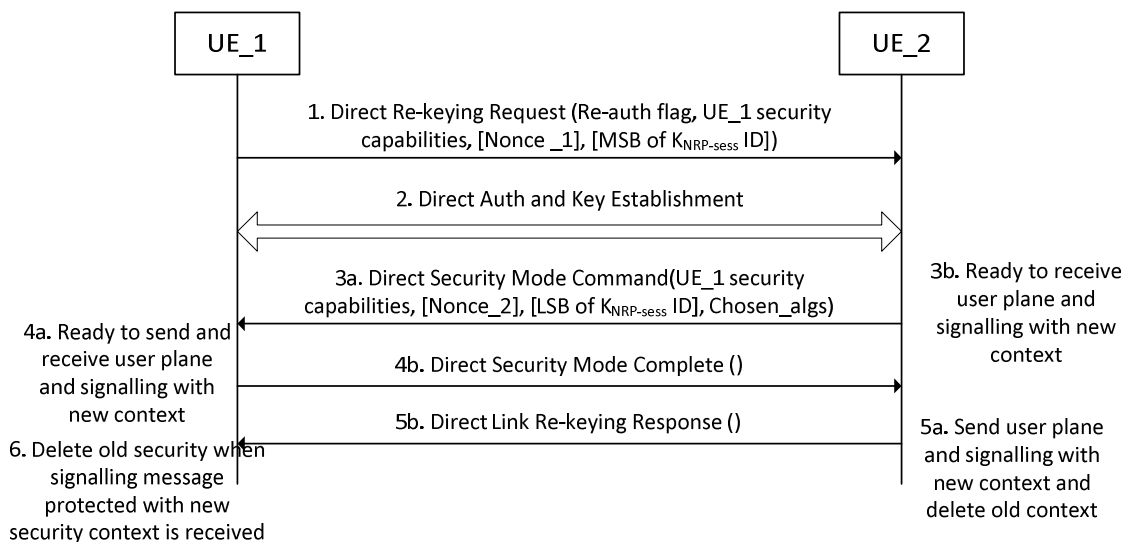 UE_1
UE_2
1. Direct Re-keying Request (Re-auth flag, UE_1 security
capabilities, [Nonce _1], [MSB of KNRP-sess ID])
2. Direct Auth and Key Establishment
3a. Direct Security Mode Command(UE_1 security
capabilities, [Nonce_2], [LSB of KNRP-sess ID], Chosen_algs)
3b. Ready to receive
user plane and
signalling with new
context
4a. Ready to send and
receive user plane
and signalling with
new context
4b. Direct Security Mode Complete ()
5b. Direct Link Re-keying Response ()
5a. Send user plane
and signalling with
new context and
delete old context
6. Delete old security when
signalling message
protected with new
security context is received